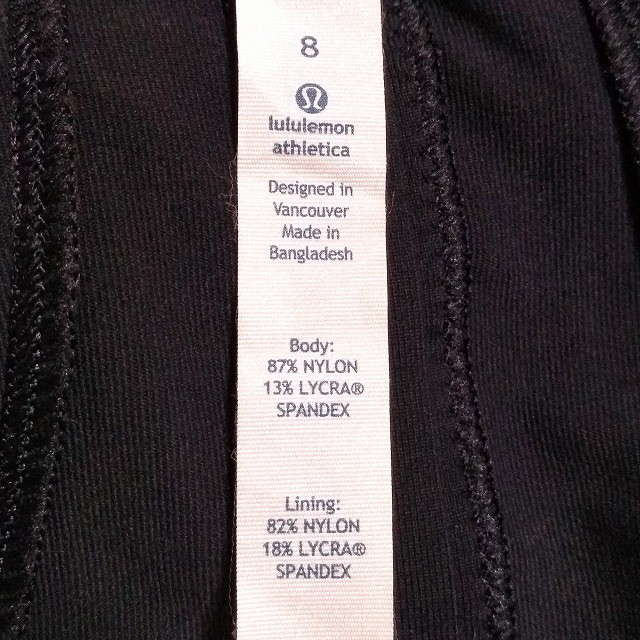 8
lululemon
athletica
Designed in
Vancouver
Made in
Bangladesh
Body:
87% NYLON
13% LYCRA®
SPANDEX
Lining:
82% NYLON
18% LYCRA®
SPANDEX